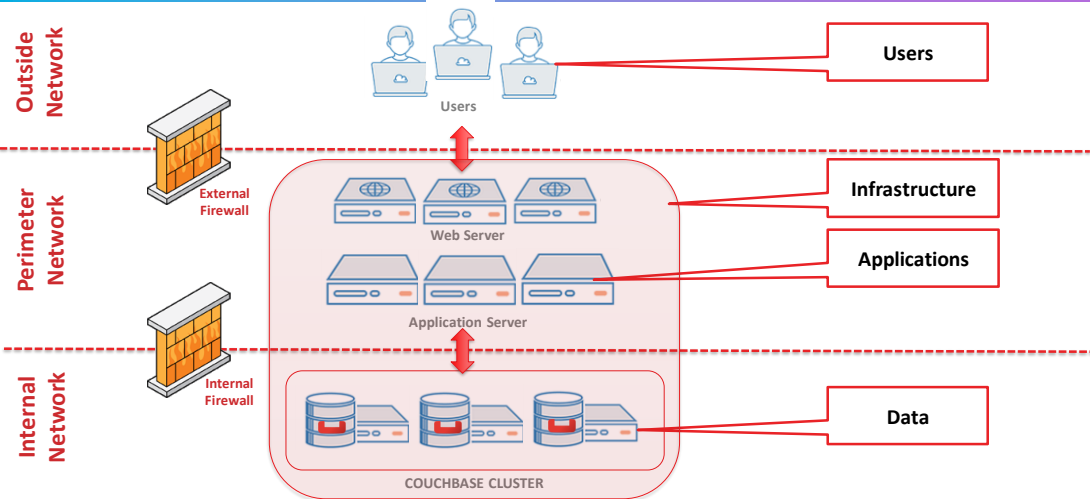 Outside
Network
Users
Users
External
Firewall
Perimeter
Network
Web Server
Infrastructure
Applications
Application Server
Internal
Firewall
Internal
Network
Data
COUCHBASE CLUSTER